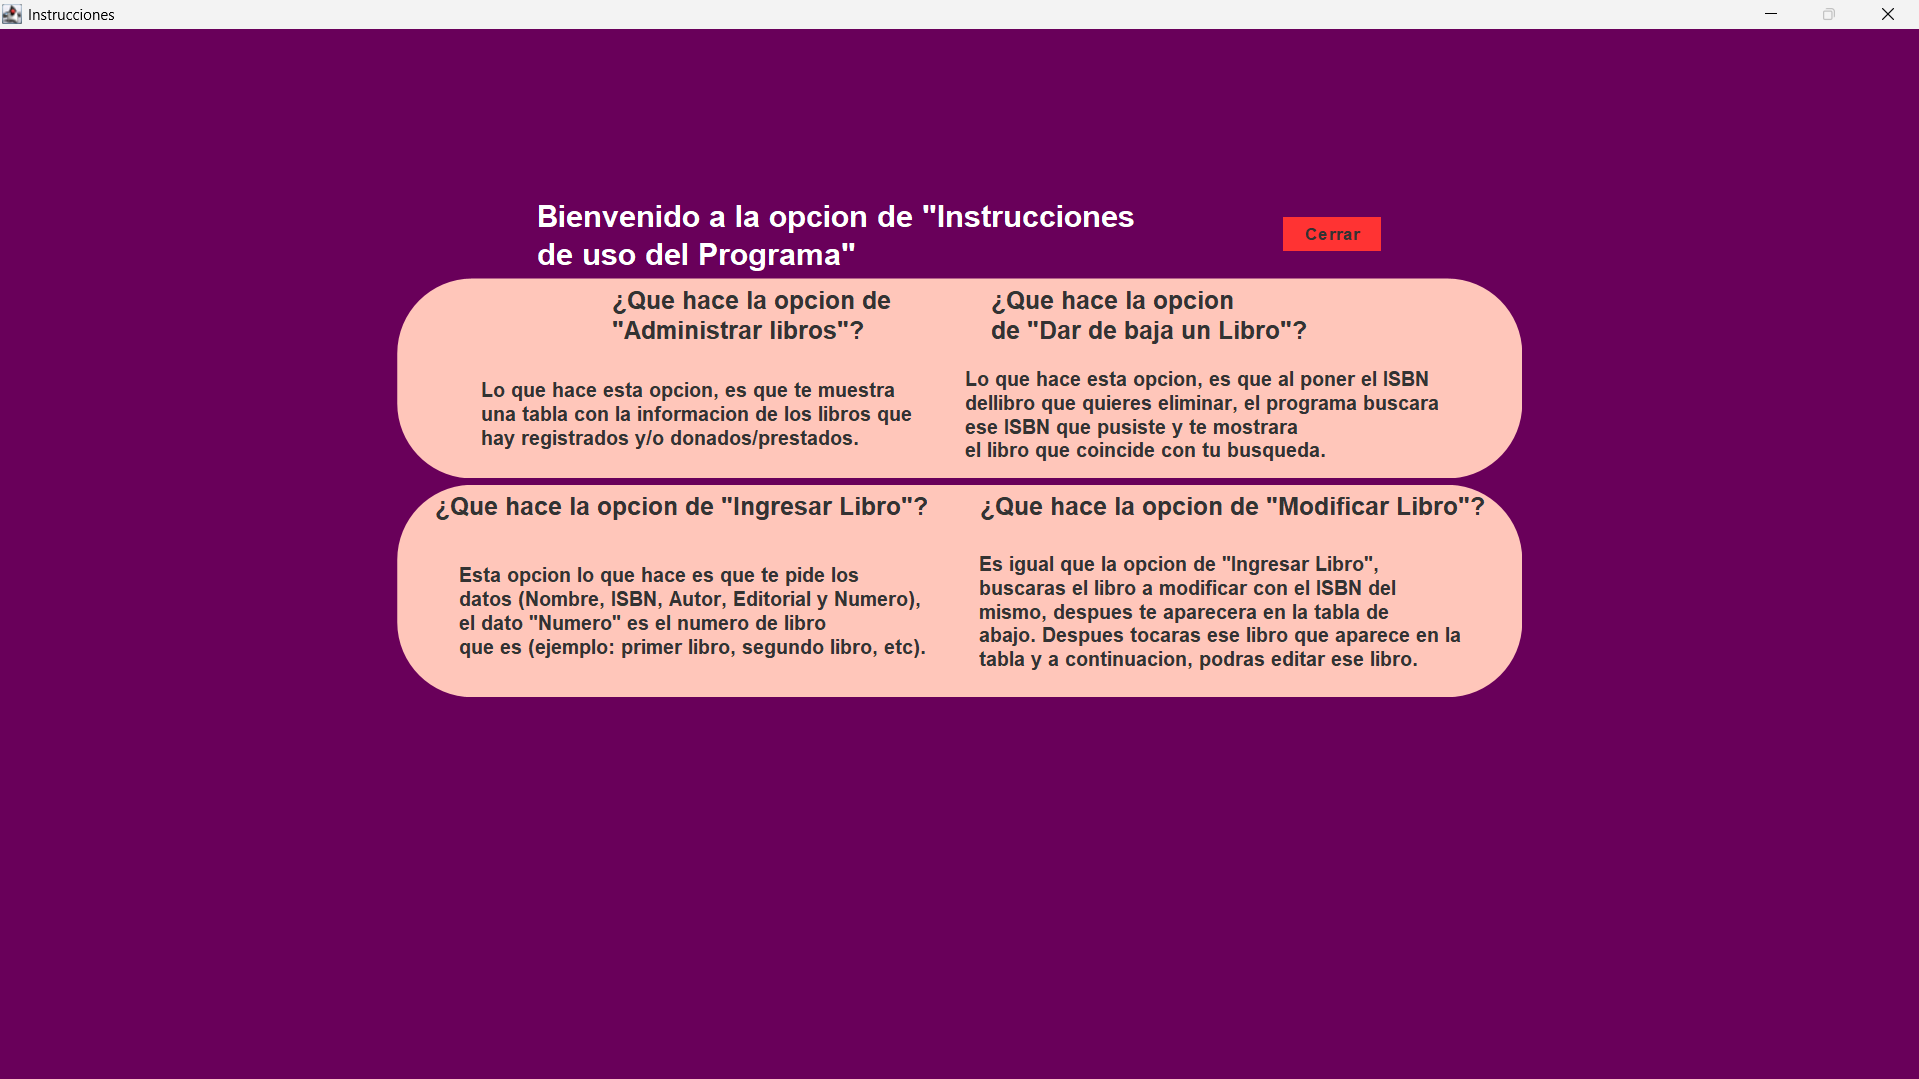 Instrucciones
Bienvenido a la opcion de "Instrucciones
de uso del Programa"
Cerrar
¿Que hace la opcion de
"Administrar libros"?
Lo que hace esta opcion, es que te muestra
una tabla con la informacion de los libros que
hay registrados y/o donados/prestados.
¿Que hace la opcion
de "Dar de baja un Libro"?
Lo que hace esta opcion, es que al poner el ISBN
dellibro que quieres eliminar, el programa buscara
ese ISBN que pusiste y te mostrara
el libro que coincide con tu busqueda.
¿Que hace la opcion de "Ingresar Libro"?
Esta opcion lo que hace es que te pide los
datos (Nombre, ISBN, Autor, Editorial y Numero),
el dato "Numero" es el numero de libro
que es (ejemplo: primer libro, segundo libro, etc).
¿Que hace la opcion de "Modificar Libro"?
Es igual que la opcion de "Ingresar Libro",
buscaras el libro a modificar con el ISBN del
mismo, despues te aparecera en la tabla de
abajo. Despues tocaras ese libro que aparece en la
tabla y a continuacion, podras editar ese libro.